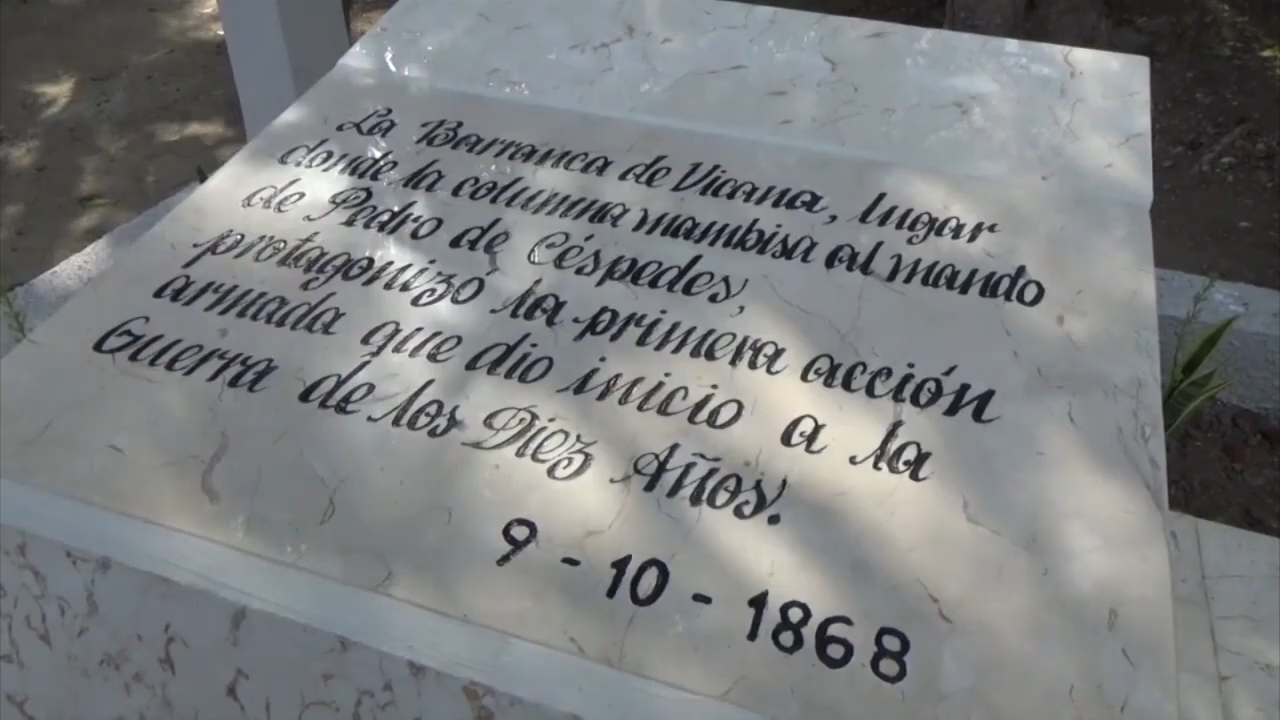 La Barranca de Vicana, lugar
donde la columna mambisa al mando
de Pedro de Céspedes,
protagonizó la primera acción
armada que dio inicio a la
Guerra de los Diez Años.
9 - 10 - 1868